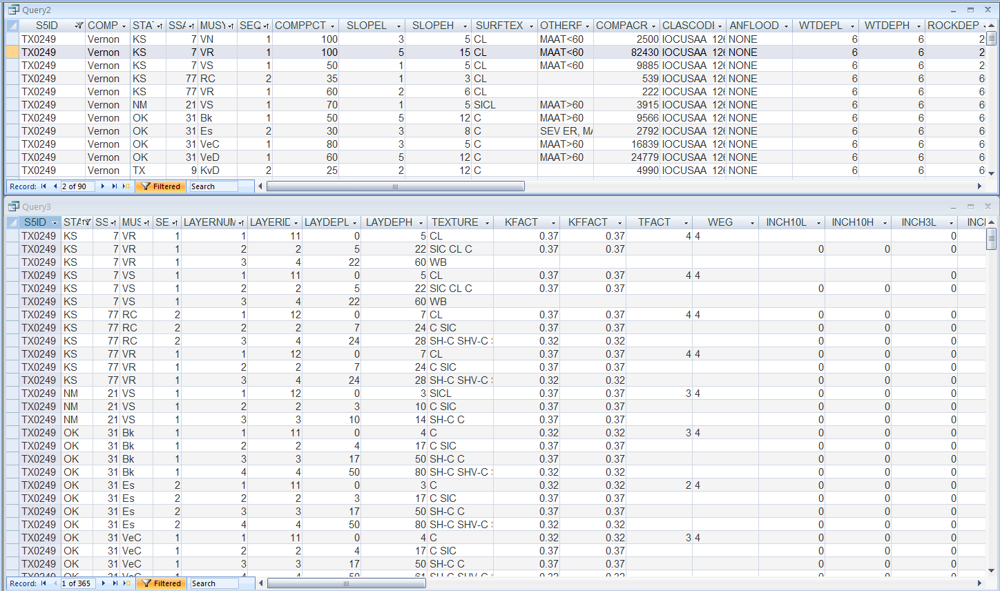 Query2
S5ID COMP STAT SSA MUSY SEQ COMPPCT SLOPEL SLOPEH SURFTEX OTHERF COMPACR CLASCODE ANFLOOD WTDEPL WTDEPH ROCKDEP
TX0249 Vernon KS 7 VN 1 100 3 5 CL MAAT<60 2500 IOCUSAA 126 NONE 6 6 2
TX0249 Vernon KS 7 VR 1 100 5 15 CL MAAT<60 82430 IOCUSAA 126 NONE 6 6 2
TX0249 Vernon KS 7 VS 1 50 1 5 CL MAAT<60 9885 IOCUSAA 126 NONE 6 6 2
TX0249 Vernon KS 77 RC 2 35 1 3 CL 539 IOCUSAA 126 NONE 6 6 6
TX0249 Vernon KS 77 VR 1 60 2 6 CL 222 IOCUSAA 126 NONE 6 6 6
TX0249 Vernon NM 21 VS 1 70 1 5 SICL MAAT>60 3915 IOCUSAA 126 NONE 6 6 6
TX0249 Vernon OK 31 Bk 1 50 5 12 C MAAT>60 9566 IOCUSAA 126 NONE 6 6 6
TX0249 Vernon OK 31 Es 2 30 3 8 C SEV ER, MA 2792 IOCUSAA 126 NONE 6 6 6
TX0249 Vernon OK 31 VeC 1 80 3 5 C MAAT>60 16839 IOCUSAA 126 NONE 6 6 6
TX0249 Vernon OK 31 VeD 1 60 5 12 C MAAT>60 24779 IOCUSAA 126 NONE 6 6 6
TX0249 Vernon TX 9 KvD 2 25 2 12 C 4990 IOCUSAA 126 NONE 6 6 6
Record: 2 of 90 Filtered Search
Query3
S5ID STA SS MUS SE LAYERNUM LAYERID LAYDEPL LAYDEPH TEXTURE KFACT KFFACT TFACT WEG INCH10L INCH10H INCH3L INCH
TX0249 KS 7 VR 1 1 11 0 5 CL 0.37 0.37 4 4 0
TX0249 KS 7 VR 1 2 2 5 22 SIC CL C 0.37 0.37 0 0 0
TX0249 KS 7 VR 1 3 4 22 60 WB
TX0249 KS 7 VS 1 1 11 0 5 CL 0.37 0.37 4 4 0
TX0249 KS 7 VS 1 2 2 5 22 SIC CL C 0.37 0.37 0 0 0
TX0249 KS 7 VS 1 3 4 22 60 WB
TX0249 KS 77 RC 2 1 12 0 7 CL 0.37 0.37 4 4 0 0 0
TX0249 KS 77 RC 2 2 2 7 24 C SIC 0.37 0.37 0 0 0
TX0249 KS 77 RC 2 3 4 24 28 SH-C SHV-C S 0.32 0.32 0 0 0
TX0249 KS 77 VR 1 1 12 0 7 CL 0.37 0.37 4 4 0 0 0
TX0249 KS 77 VR 1 2 2 7 24 C SIC 0.37 0.37 0 0 0
TX0249 KS 77 VR 1 3 4 24 28 SH-C SHV-C S 0.32 0.32 0 0 0
TX0249 NM 21 VS 1 1 12 0 3 SICL 0.37 0.37 3 4 0 0 0
TX0249 NM 21 VS 1 2 2 3 10 C SIC 0.37 0.37 0 0 0
TX0249 NM 21 VS 1 3 3 10 14 SH-C C 0.37 0.37 0 0 0
TX0249 OK 31 Bk 1 1 11 0 4 C 0.32 0.32 3 4 0 0 0
TX0249 OK 31 Bk 1 2 2 4 17 C SIC 0.37 0.37 0 0 0
TX0249 OK 31 Bk 1 3 3 17 50 SH-C C 0.37 0.37 0 0 0
TX0249 OK 31 Bk 1 4 4 50 80 SH-C SHV-C S 0.32 0.32 0 0 0
TX0249 OK 31 Es 2 1 11 0 3 C 0.32 0.32 2 4 0 0 0
TX0249 OK 31 Es 2 2 2 3 17 C SIC 0.37 0.37 0 0 0
TX0249 OK 31 Es 2 3 3 17 50 SH-C C 0.37 0.37 0 0 0
TX0249 OK 31 Es 2 4 4 50 80 SH-C SHV-C S 0.32 0.32 0 0 0
TX0249 OK 31 VeC 1 1 11 0 4 C 0.32 0.32 3 4 0 0 0
TX0249 OK 31 VeC 1 2 2 4 17 C SIC 0.37 0.37 0 0 0
TX0249 OK 31 VeC 1 3 3 17 50 SH-C C 0.37 0.37 0 0 0
TX0249 OK 31 VeC 1 4 4 50 61 SH-C SHV-C S 0.32 0.32 0 0 0
Record: 1 of 365 Filtered Search